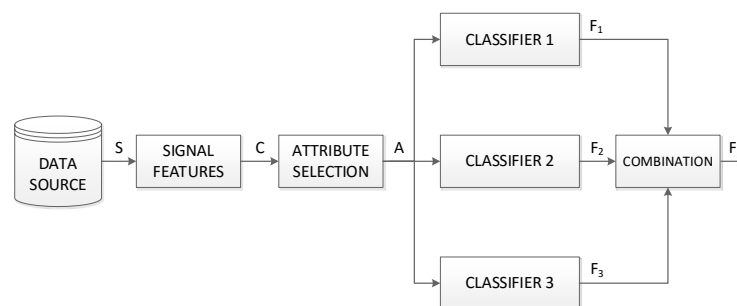 CLASSIFIER 1
F1
DATA
SOURCE
S
SIGNAL
FEATURES
C
ATTRIBUTE
SELECTION
A
CLASSIFIER 2
F2
COMBINATION
F
CLASSIFIER 3
F3